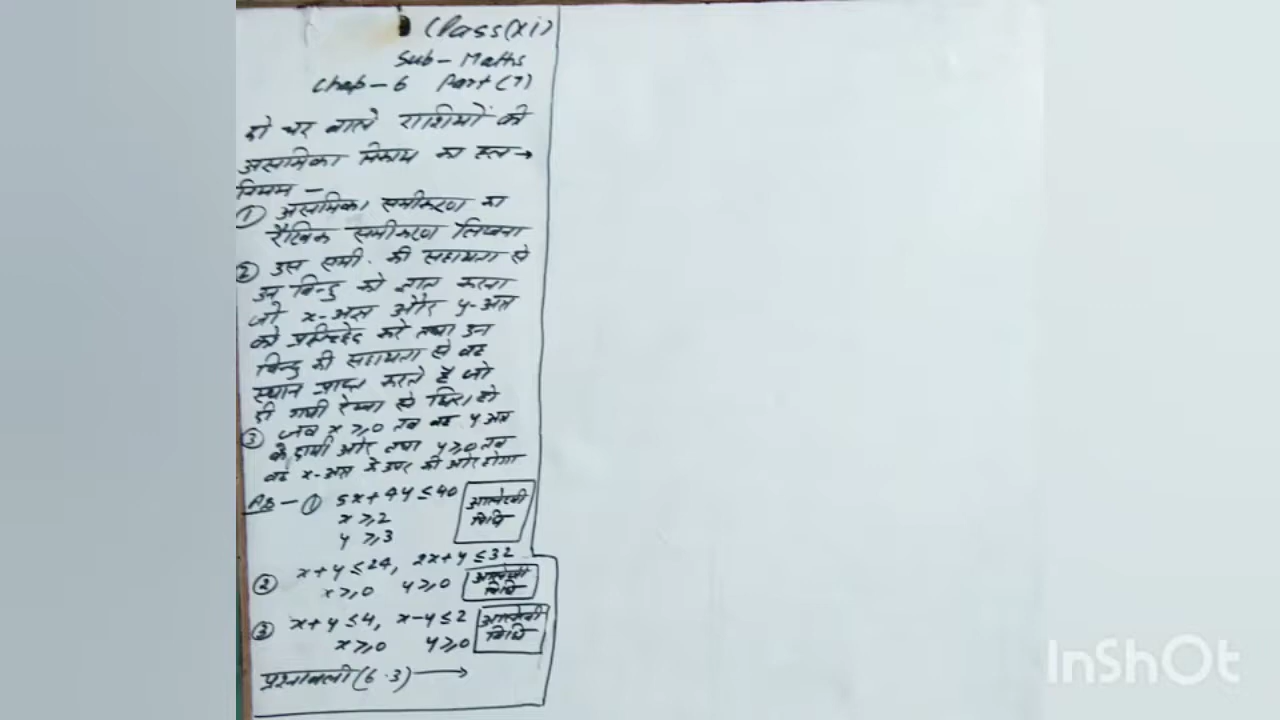 Class(xi)
Sub- Maths
Chap-6 Part(7)
दो चर वाले राशियों की
असमिका निकाय का हल→
नियम -
① असमिका समीकरण का
रैखिक समीकरण लिखना
② उस समी. की सहायता से
उन बिन्दु को ज्ञात करना
जो x-अक्ष और y-अक्ष
को प्रतिच्छेद करे तथा उन
बिन्दु की सहायता से वह
स्थान प्राप्त करते है जो
दी गयी रेखा से घिरा हो
③ जब x ≥ 0 तब वह y अक्ष
के दायी ओर तथा y ≥ 0 तब
वह x-अक्ष के उपर की ओर होगा
① 5x + 4y ≤ 40 आलेखी
x ≥ 2 विधि
y ≥ 3
② x + y ≤ 24, 2x + y ≤ 32
x ≥ 0 y ≥ 0 आलेखी विधि
③ x + y ≤ 4, x - y ≤ 2 आलेखी
x ≥ 0 y ≥ 0 विधि
प्रश्नावली (6.3) →
InShOt